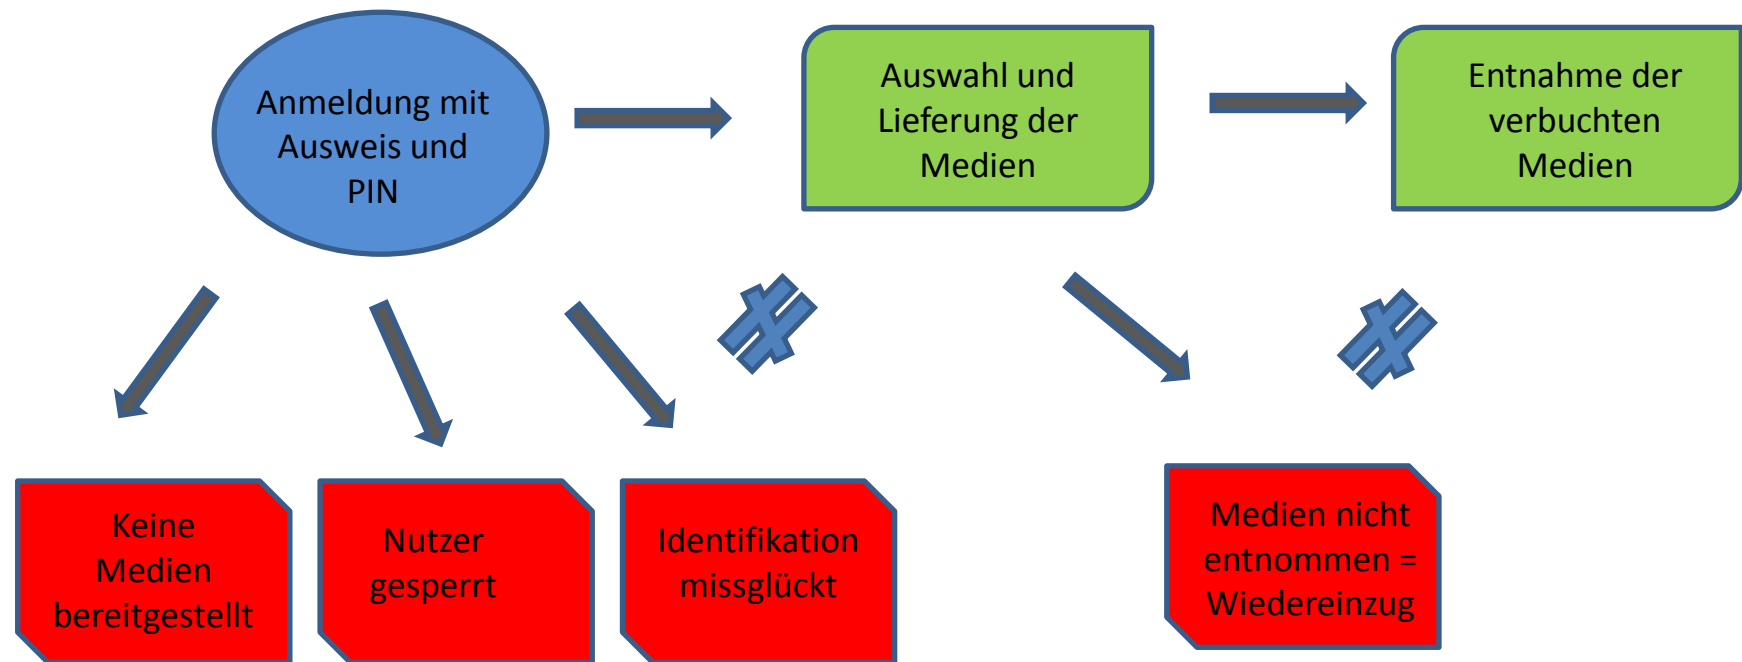 Anmeldung mit
Ausweis und
PIN
Auswahl und
Lieferung der
Medien
Entnahme der
verbuchten
Medien
Keine
Medien
bereitgestellt
Nutzer
gesperrt
Identifikation
missglückt
Medien nicht
entnommen =
Wiedereinzug